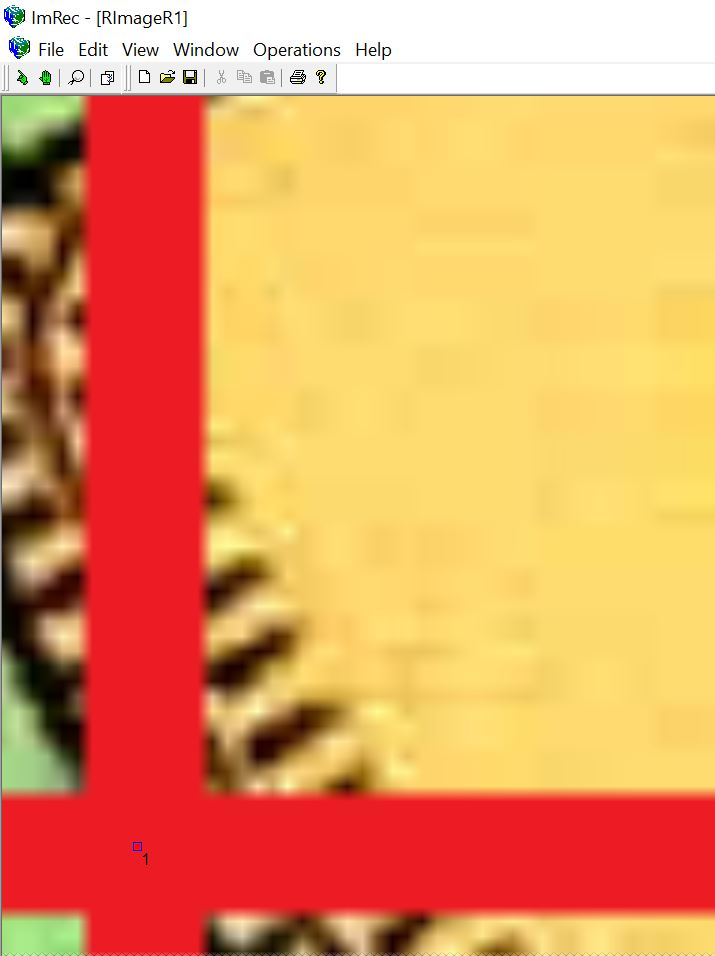 ImRec - [RImageR1]
File Edit View Window Operations Help
1